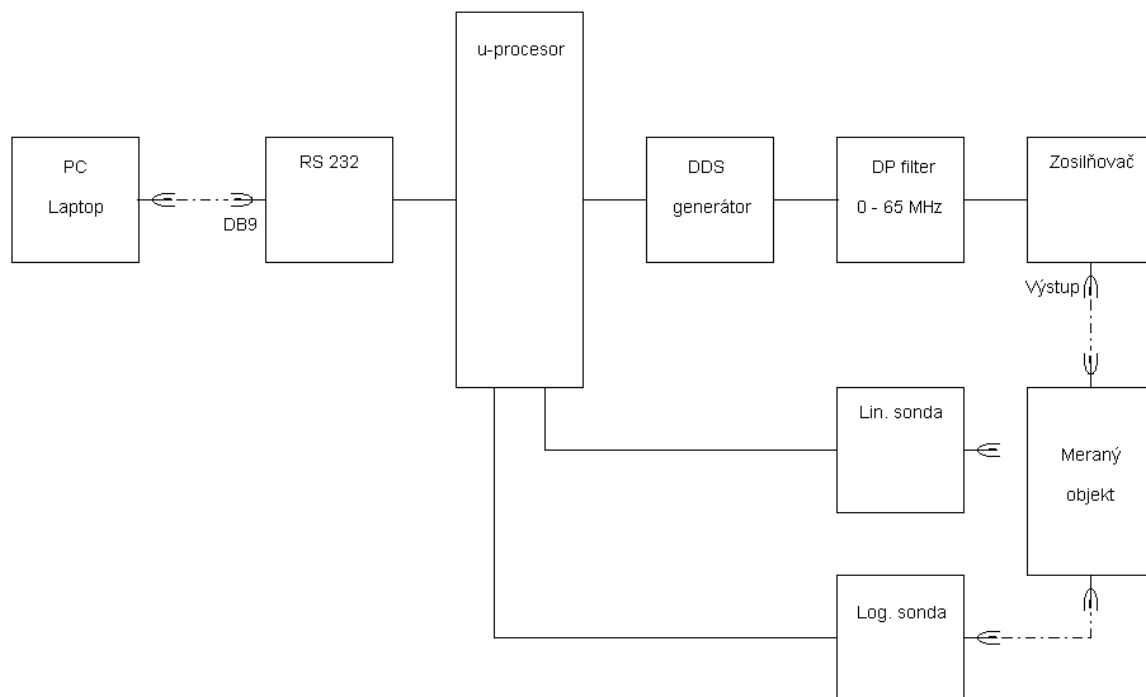 u-procesor
PC
Laptop
DB9
RS 232
DDS
generátor
DP filter
0 - 65 MHz
Zosilňovač
Výstup
Lin. sonda
Meraný
objekt
Log. sonda